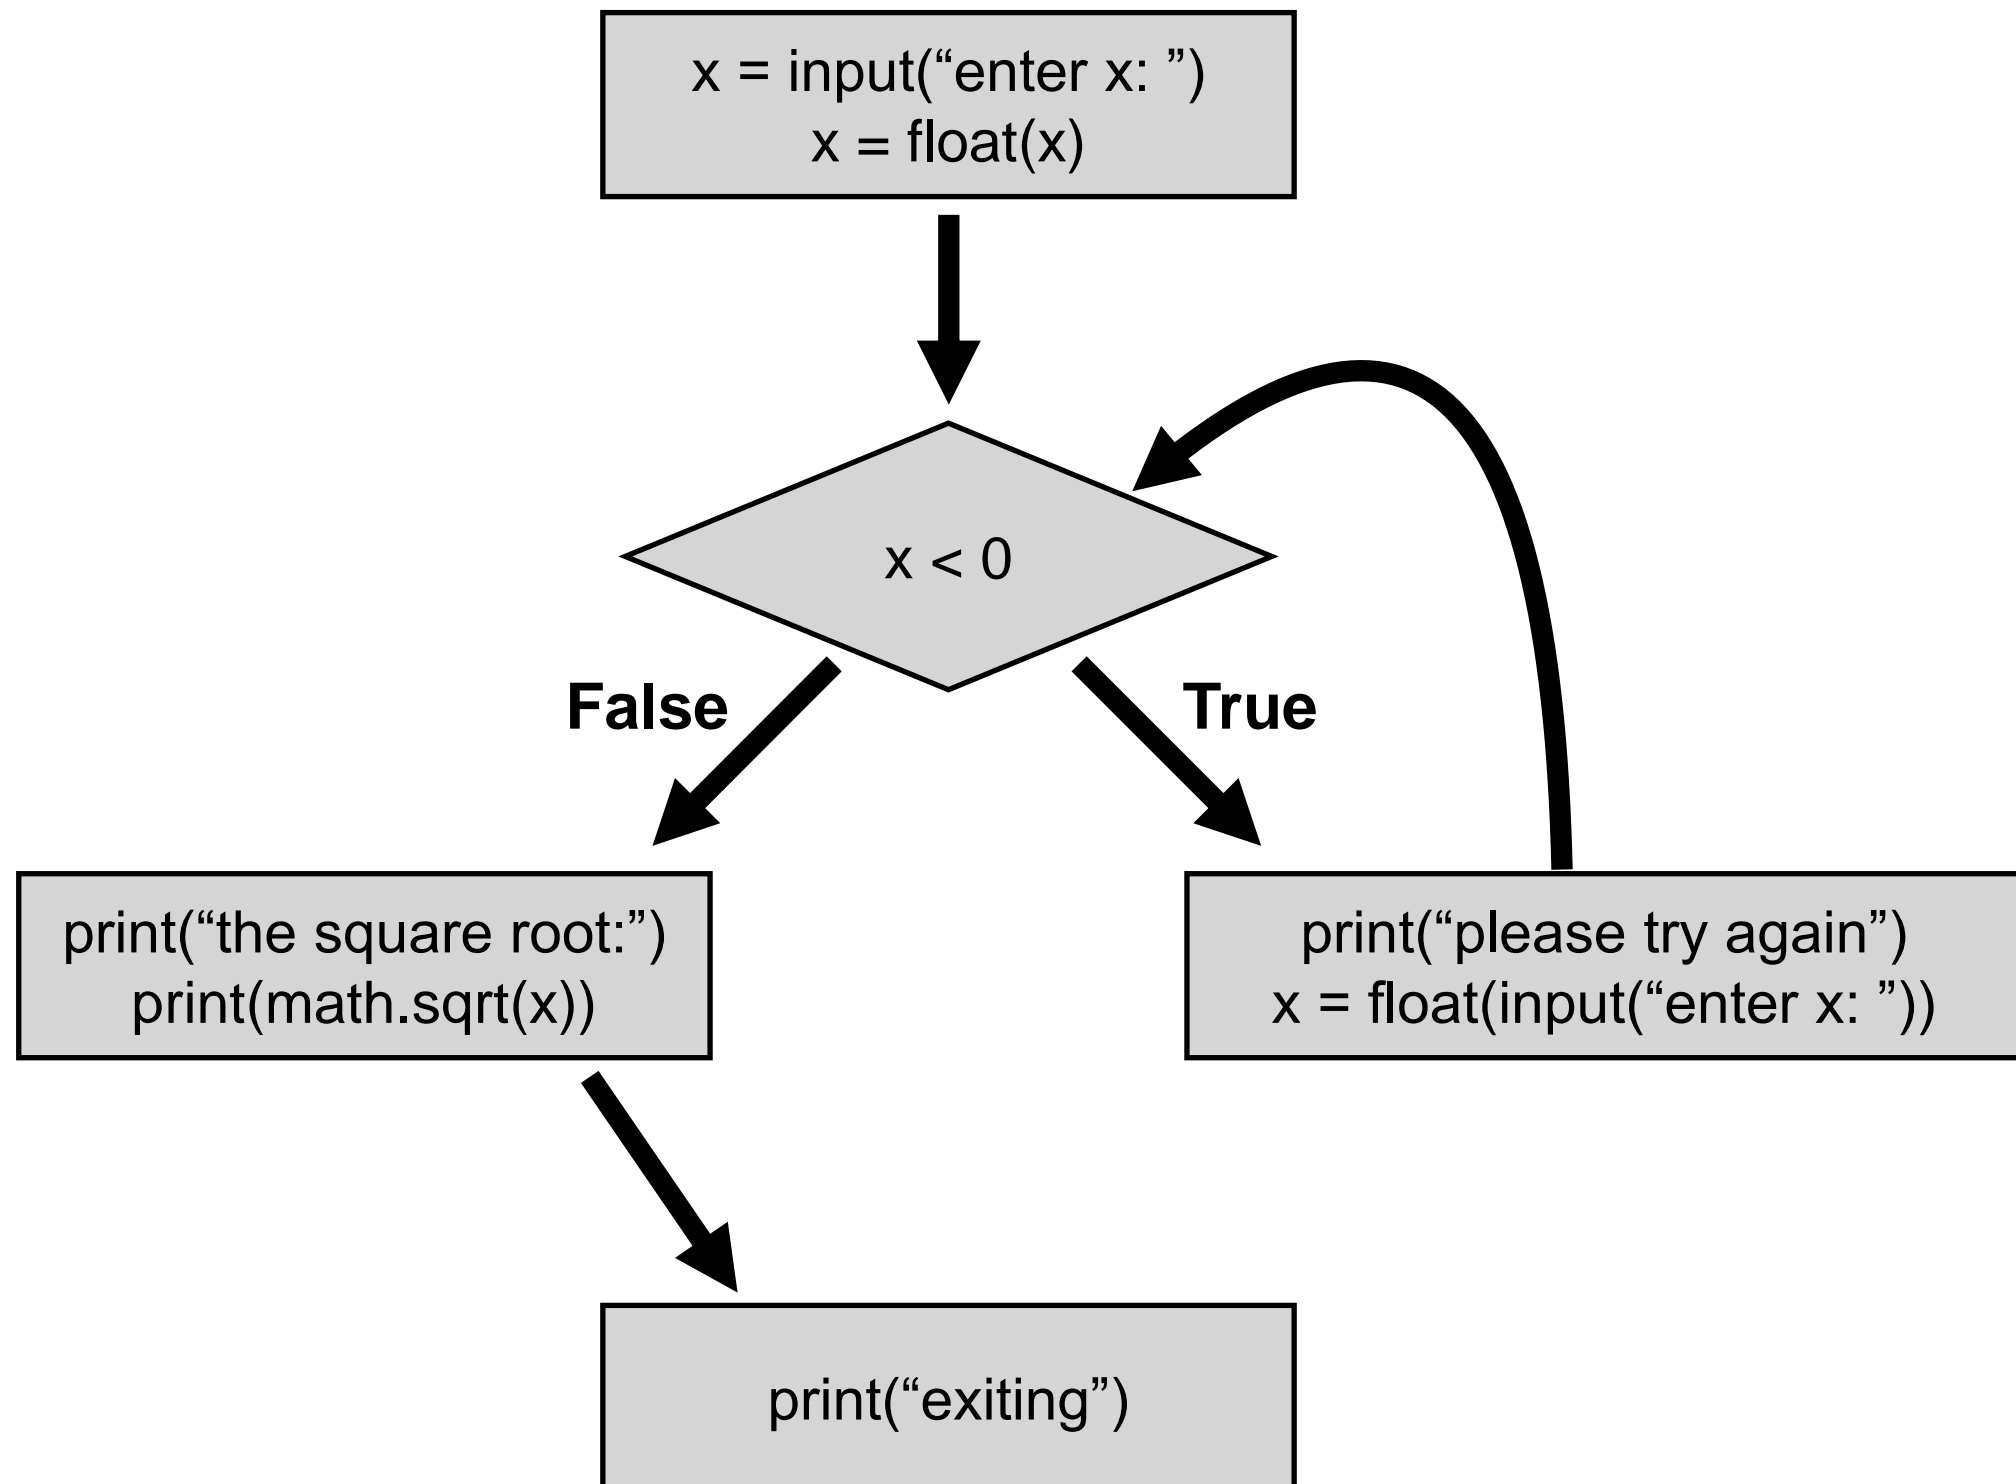 x = input(“enter x: ”)
x = float(x)
x < 0
False
True
print(“the square root:”)
print(math.sqrt(x))
print(“please try again”)
x = float(input(“enter x: ”))
print(“exiting”)